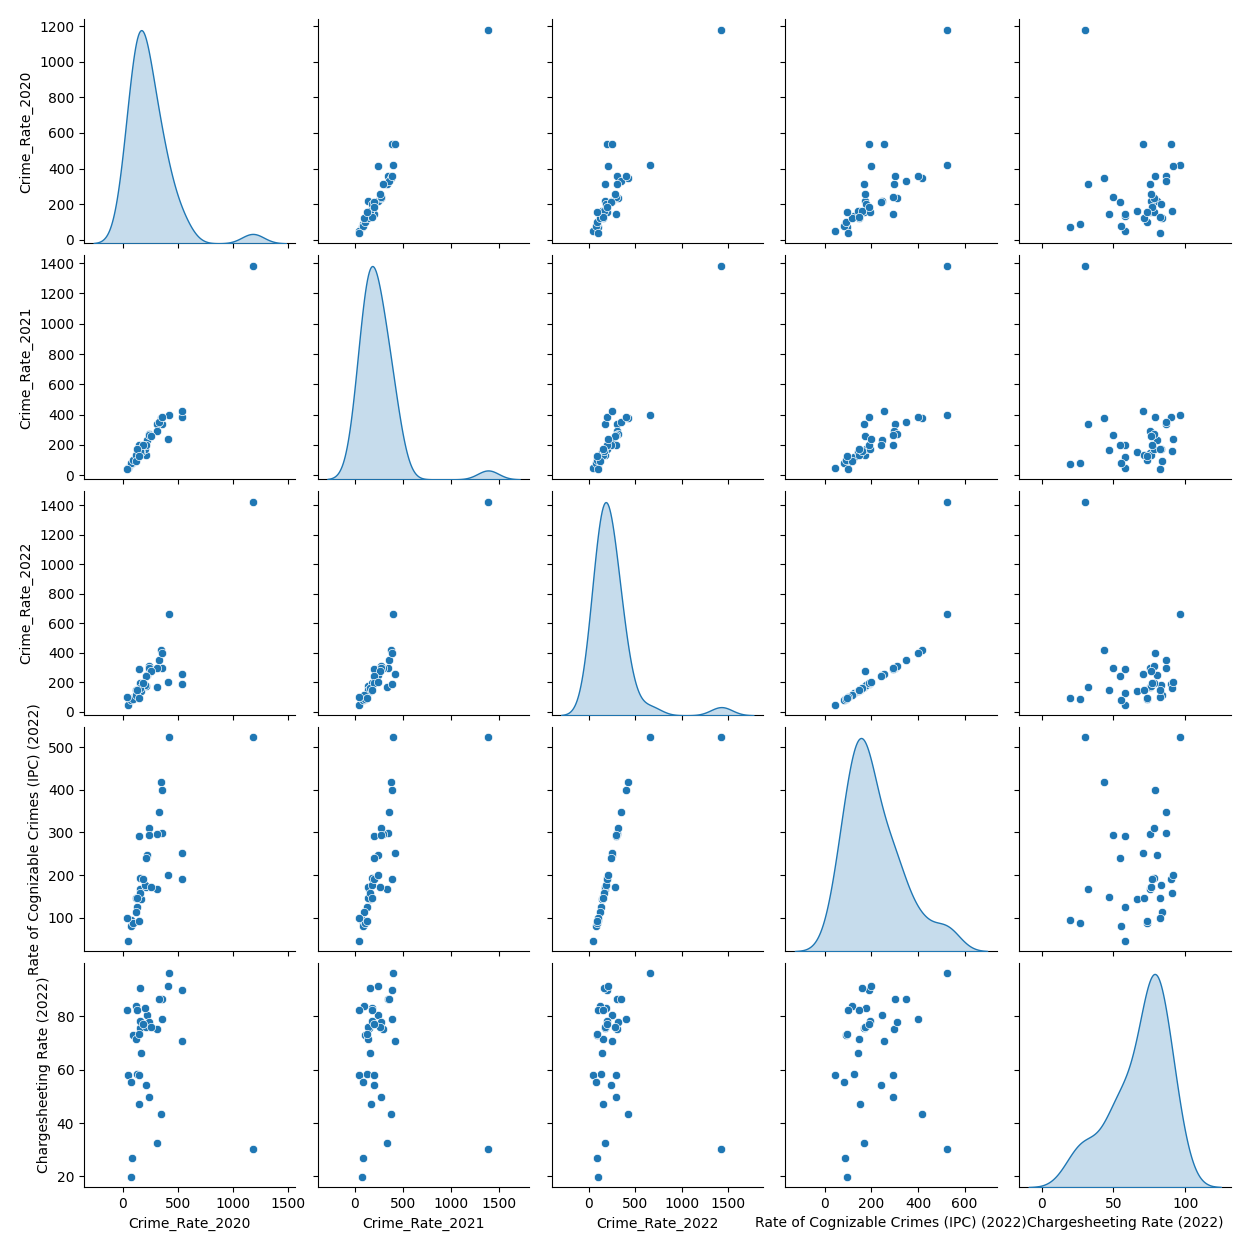 1200
1000
800
600
400
200
0
Crime_Rate_2020
0 500 1000 1500
0 500 1000 1500
0 500 1000 1500
0 200 400 600
0 50 100
1400
1200
1000
800
600
400
200
0
Crime_Rate_2021
1400
1200
1000
800
600
400
200
0
Crime_Rate_2022
500
400
300
200
100
Rate of Cognizable Crimes (IPC) (2022)
80
60
40
20
Chargesheeting Rate (2022)
Crime_Rate_2020
Crime_Rate_2021
Crime_Rate_2022
Rate of Cognizable Crimes (IPC) (2022)
Chargesheeting Rate (2022)